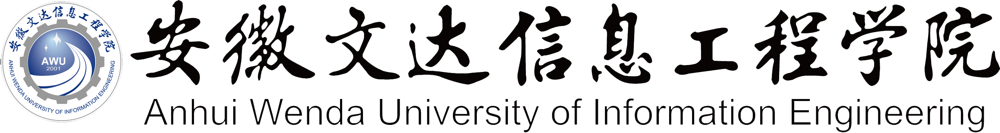 安徽文达信息工程学院
AWU
2001
ANHUI WENDA UNIVERSITY OF INFORMATION ENGINEERING
安徽文达信息工程学院
Anhui Wenda University of Information Engineering